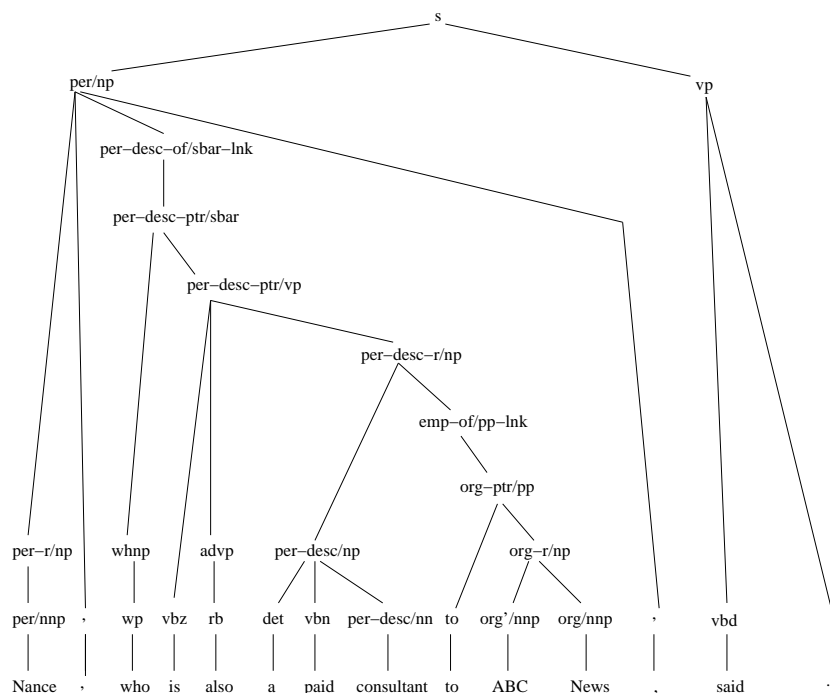 s
per/np vp
per−desc−of/sbar−lnk
per−desc−ptr/sbar
per−desc−ptr/vp
per−desc−r/np
emp−of/pp−lnk
org−ptr/pp
per−r/np whnp advp per−desc/np org−r/np
per/nnp , wp vbz rb det vbn per−desc/nn to org'/nnp org/nnp , vbd
Nance , who is also a paid consultant to ABC News , said .